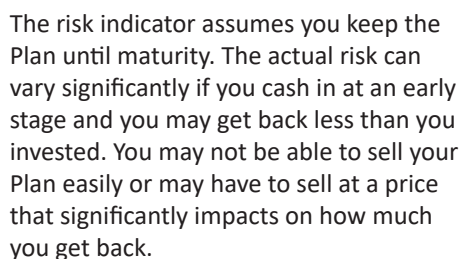 The risk indicator assumes you keep the
Plan until maturity. The actual risk can
vary significantly if you cash in at an early
stage and you may get back less than you
invested. You may not be able to sell your
Plan easily or may have to sell at a price
that significantly impacts on how much
you get back.